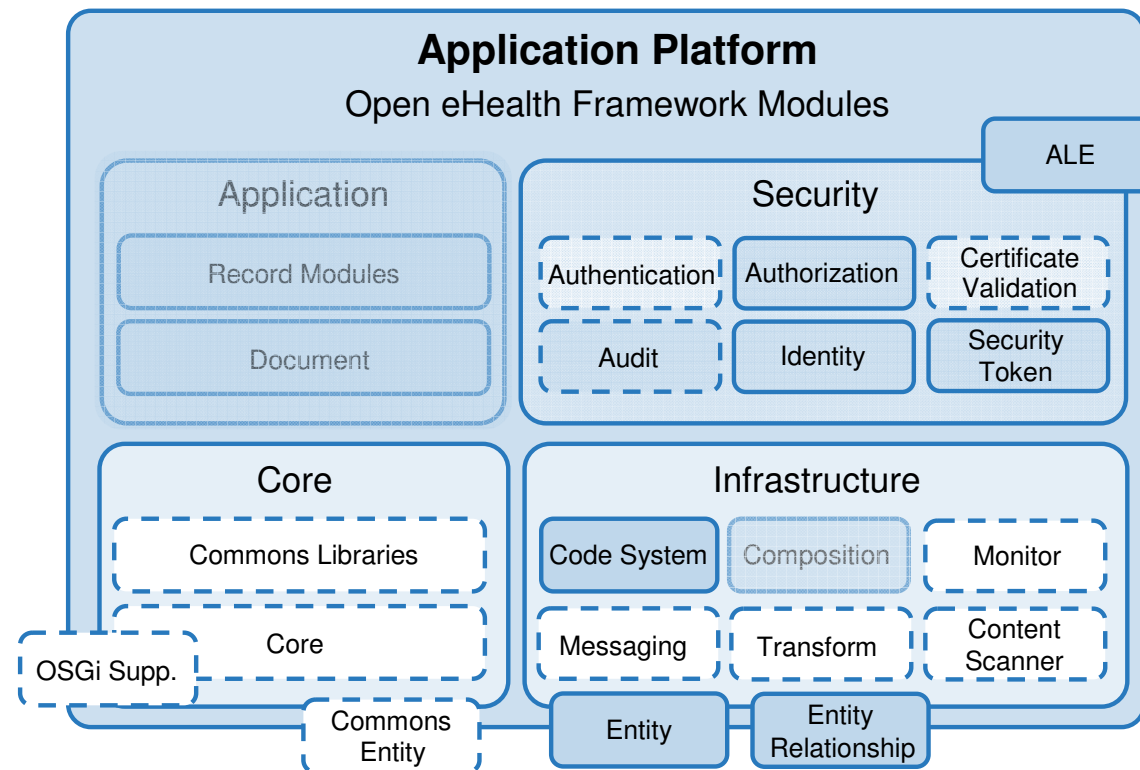 Application Platform
Open eHealth Framework Modules
ALE
Application
Record Modules
Document
Security
Authentication
Authorization
Certificate
Validation
Audit
Identity
Security
Token
Core
Commons Libraries
Core
OSGi Supp.
Commons
Entity
Infrastructure
Code System
Composition
Monitor
Messaging
Transform
Content
Scanner
Entity
Entity
Relationship